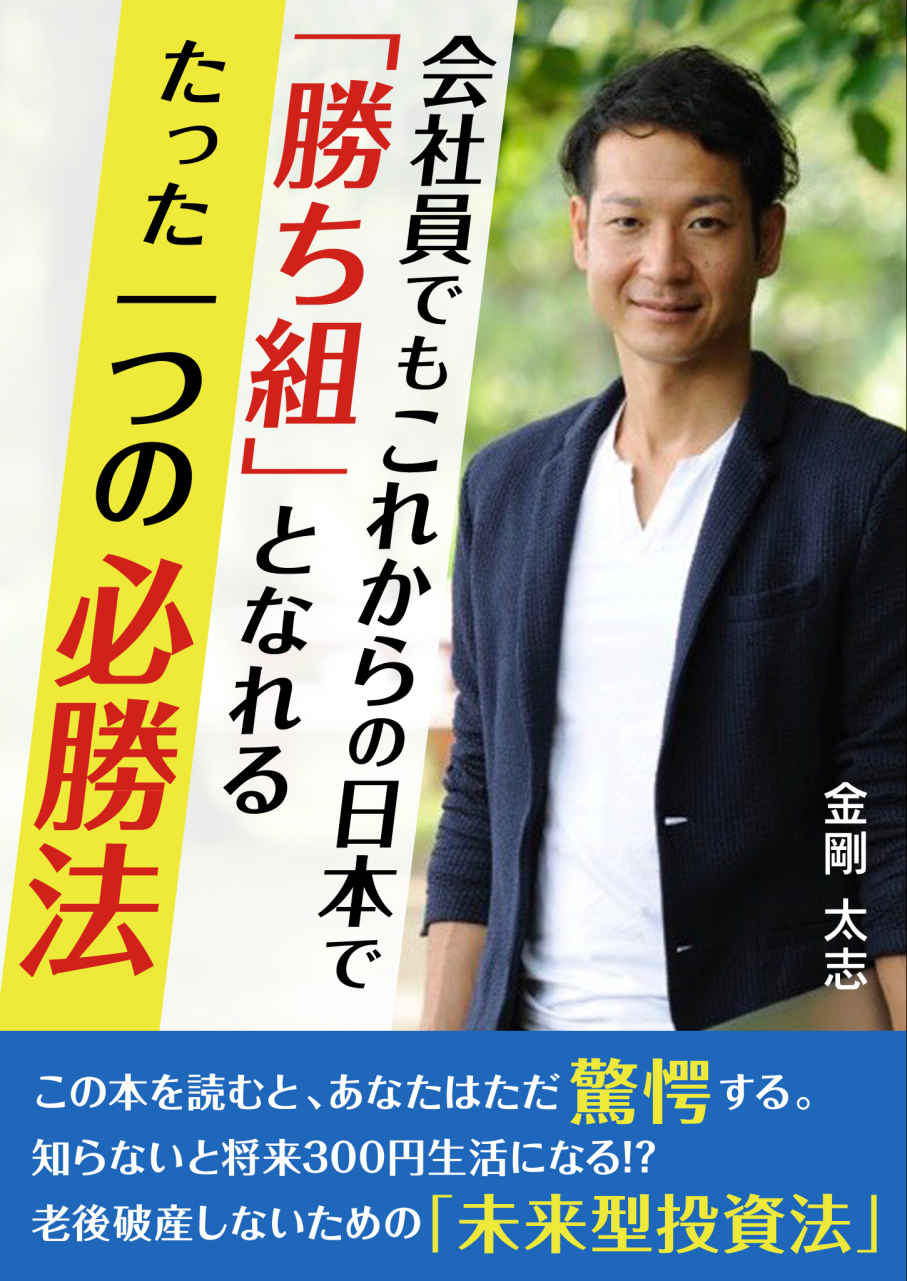 会社員でもこれからの日本で
「勝ち組」となれる
たった一つの必勝法
金剛 太志
この本を読むと、あなたはただ驚愕する。
知らないと将来300円生活になる!?
老後破産しないための「未来型投資法」